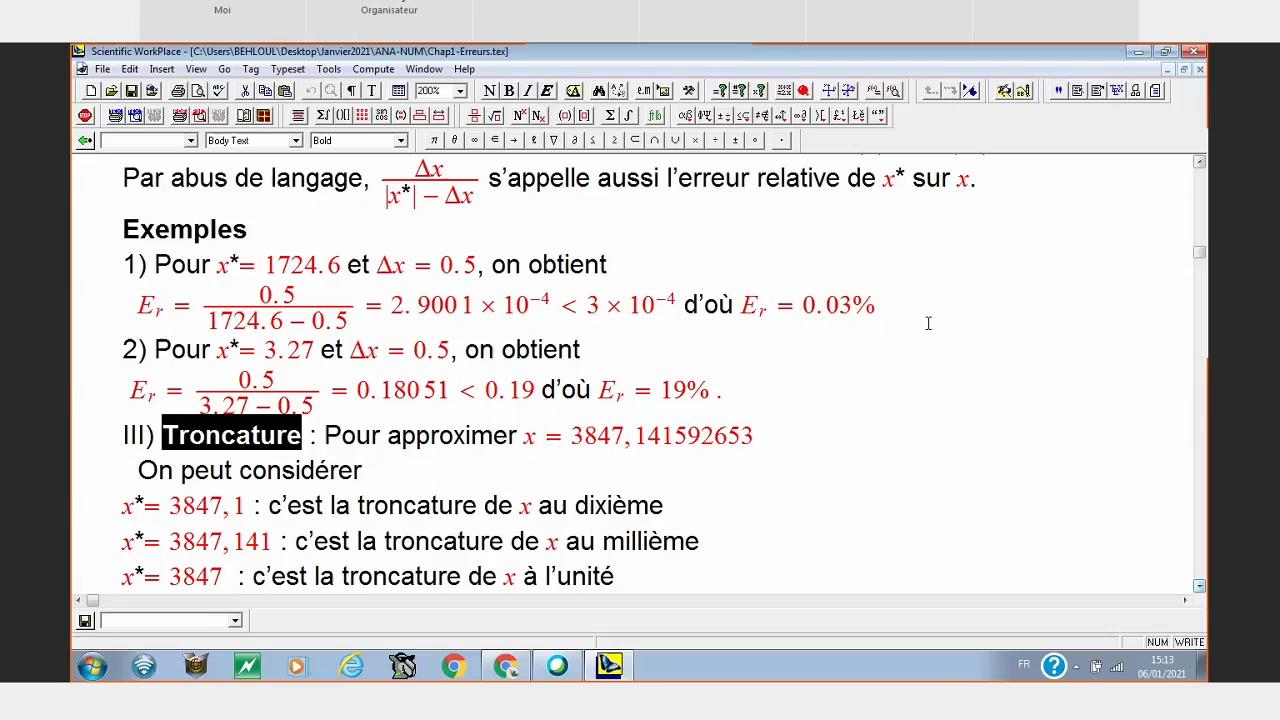 Moi
Organisateur
Scientific WorkPlace - [C:\Users\BEHLOUL\Desktop\Janvier2021\ANA-NUM\Chap1-Erreurs.tex]
File Edit Insert View Go Tag Typeset Tools Compute Window Help
200%
Body Text
Bold
Par abus de langage, Δx / |x*| − Δx s'appelle aussi l'erreur relative de x* sur x.
Exemples
1) Pour x*= 1724.6 et Δx = 0.5, on obtient
E_r = 0.5 / 1724.6 − 0.5 = 2.9001 × 10⁻⁴ < 3 × 10⁻⁴ d'où E_r = 0.03%
2) Pour x*= 3.27 et Δx = 0.5, on obtient
E_r = 0.5 / 3.27 − 0.5 = 0.18051 < 0.19 d'où E_r = 19% .
III) Troncature : Pour approximer x = 3847,141592653
On peut considérer
x*= 3847,1 : c'est la troncature de x au dixième
x*= 3847,141 : c'est la troncature de x au millième
x*= 3847 : c'est la troncature de x à l'unité
NUM WRITE
FR
15:13
06/01/2021